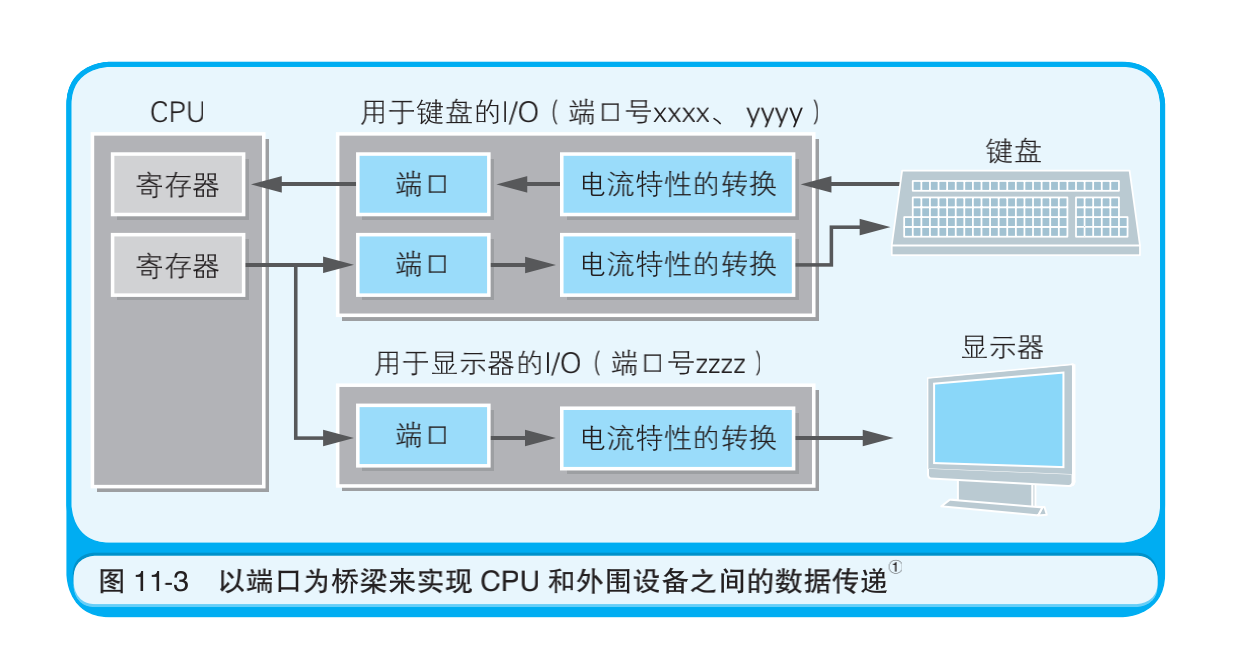 CPU
用于键盘的I/O（端口号xxxx、yyyy）
键盘
寄存器
端口
电流特性的转换
寄存器
端口
电流特性的转换
用于显示器的I/O（端口号zzzz）
显示器
端口
电流特性的转换
图 11-3 以端口为桥梁来实现 CPU 和外围设备之间的数据传递①